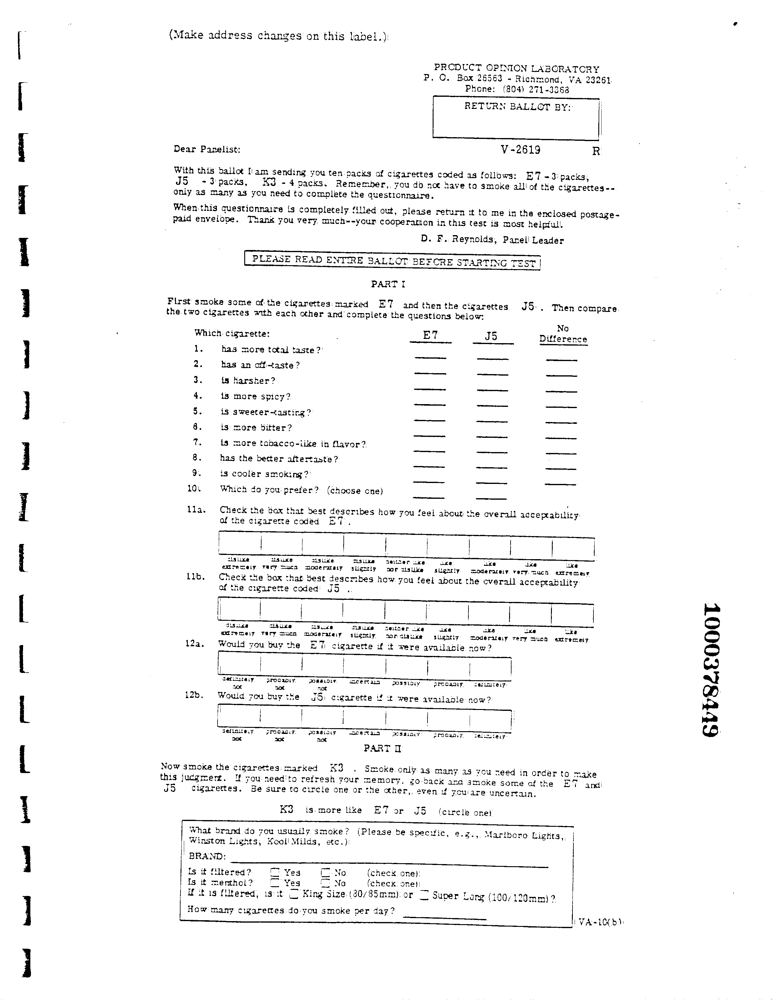 (Make address changes on this label.)
PRODUCT OPINION LABORATORY
P. O. Box 26563 - Richmond, VA 23261
Phone: (804) 271-3368
RETURN BALLOT BY:
Dear Panelist:
V-2619 R
With this ballot I am sending you ten packs of cigarettes coded as follows: E7 - 3 packs,
J5 - 3 packs, K3 - 4 packs. Remember, you do not have to smoke all of the cigarettes--
only as many as you need to complete the questionnaire.
When this questionnaire is completely filled out, please return it to me in the enclosed postage-
paid envelope. Thank you very much--your cooperation in this test is most helpful.
D. F. Reynolds, Panel Leader
PLEASE READ ENTIRE BALLOT BEFORE STARTING TEST!
PART I
First smoke some of the cigarettes marked E7 and then the cigarettes J5 . Then compare
the two cigarettes with each other and complete the questions below:
Which cigarette: E7 J5 No Difference
1. has more total taste?
2. has an off-taste?
3. is harsher?
4. is more spicy?
5. is sweeter-tasting?
6. is more bitter?
7. is more tobacco-like in flavor?
8. has the better aftertaste?
9. is cooler smoking?
10. Which do you prefer? (choose one)
11a. Check the box that best describes how you feel about the overall acceptability
of the cigarette coded E7 .
dislike dislike dislike dislike neither like like like like like
extremely very much moderately slightly nor dislike slightly moderately very much extremely
11b. Check the box that best describes how you feel about the overall acceptability
of the cigarette coded J5 .
dislike dislike dislike dislike neither like like like like like
extremely very much moderately slightly nor dislike slightly moderately very much extremely
12a. Would you buy the E7 cigarette if it were available now?
definitely probably possibly uncertain possibly probably definitely
not not not
12b. Would you buy the J5 cigarette if it were available now?
definitely probably possibly uncertain possibly probably definitely
not not not
PART II
Now smoke the cigarettes marked K3 . Smoke only as many as you need in order to make
this judgment. If you need to refresh your memory, go back and smoke some of the E7 and
J5 cigarettes. Be sure to circle one or the other, even if you are uncertain.
K3 is more like E7 or J5 (circle one)
What brand do you usually smoke? (Please be specific, e.g., Marlboro Lights,
Winston Lights, Kool Milds, etc.)
BRAND:
Is it filtered? Yes No (check one)
Is it menthol? Yes No (check one)
If it is filtered, is it King Size (80/85mm) or Super Long (100/120mm)?
How many cigarettes do you smoke per day?
VA-10(b)
1000378449